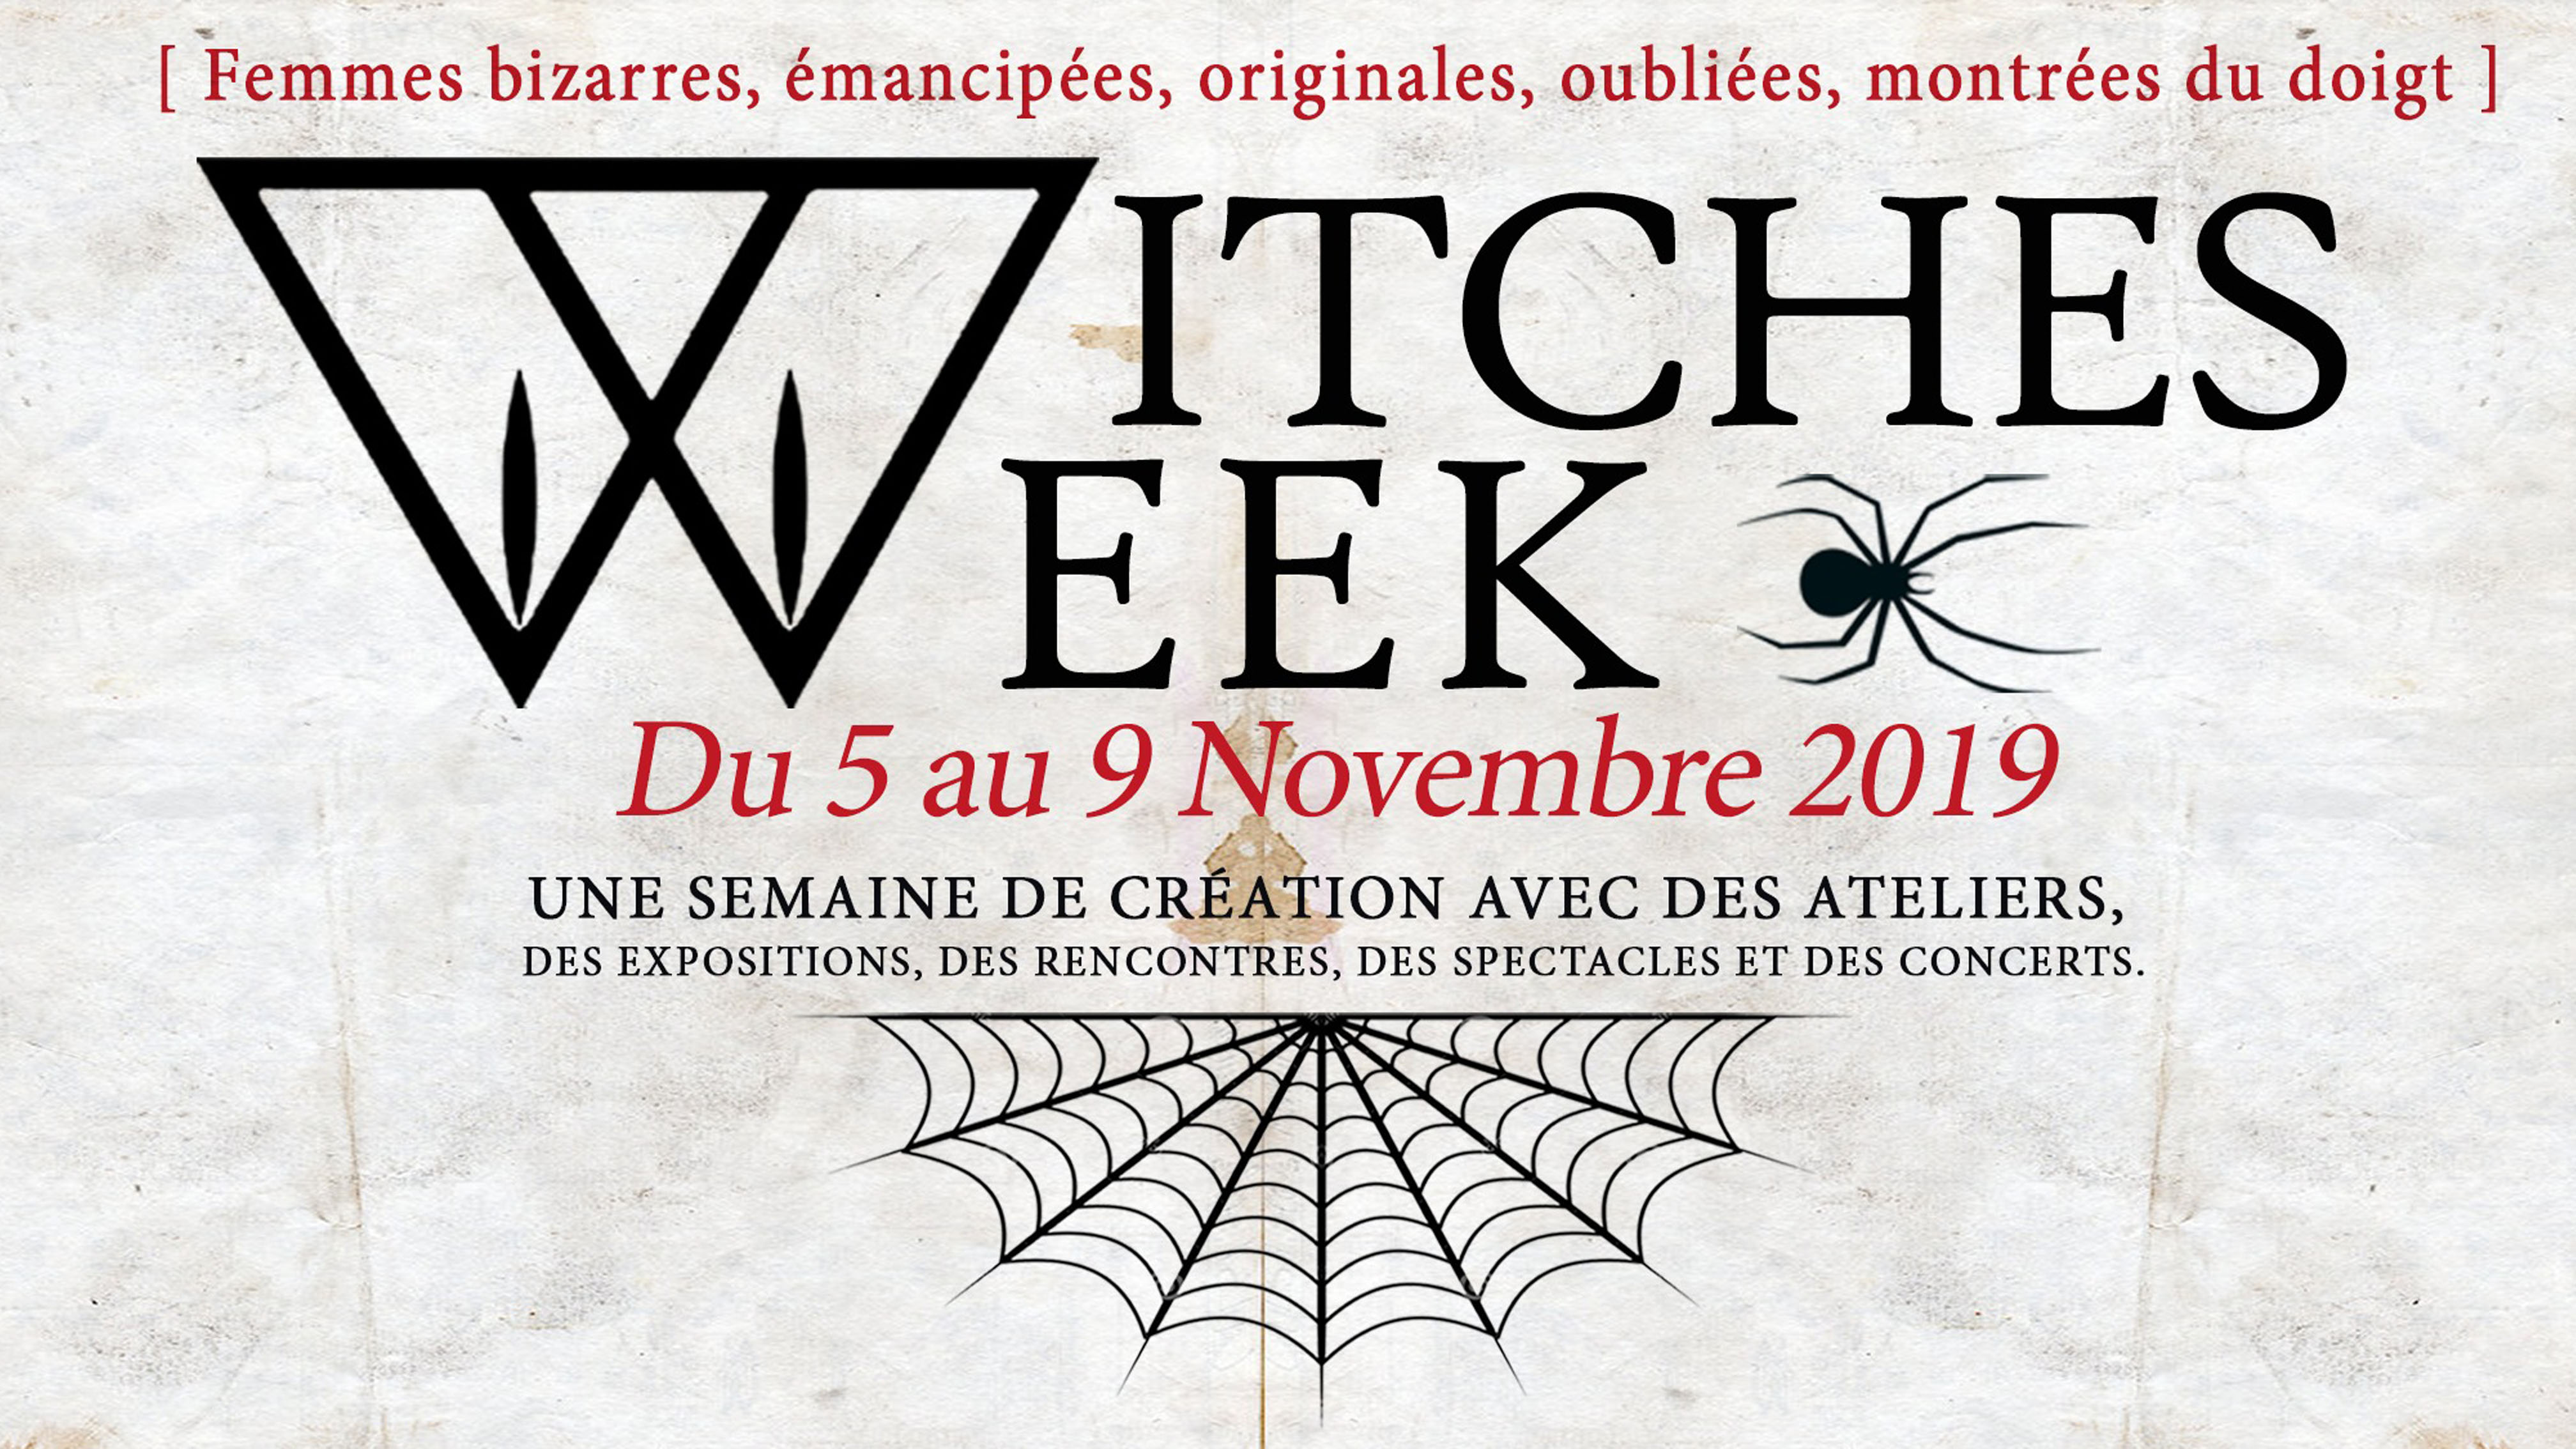 [ Femmes bizarres, émancipées, originales, oubliées, montrées du doigt ]
WITCHES
WEEK
Du 5 au 9 Novembre 2019
UNE SEMAINE DE CRÉATION AVEC DES ATELIERS,
DES EXPOSITIONS, DES RENCONTRES, DES SPECTACLES ET DES CONCERTS.